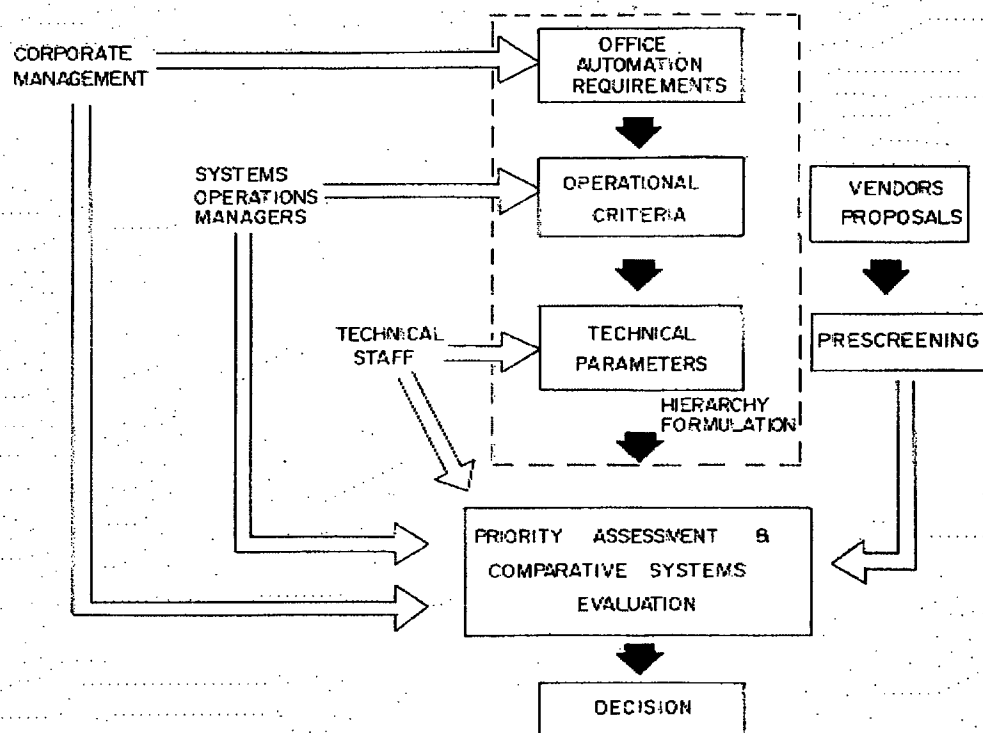 CORPORATE
MANAGEMENT
OFFICE
AUTOMATION
REQUIREMENTS
SYSTEMS
OPERATIONS
MANAGERS
OPERATIONAL
CRITERIA
VENDORS
PROPOSALS
TECHNICAL
STAFF
TECHNICAL
PARAMETERS
PRESCREENING
HIERARCHY
FORMULATION
PRIORITY ASSESSMENT &
COMPARATIVE SYSTEMS
EVALUATION
DECISION